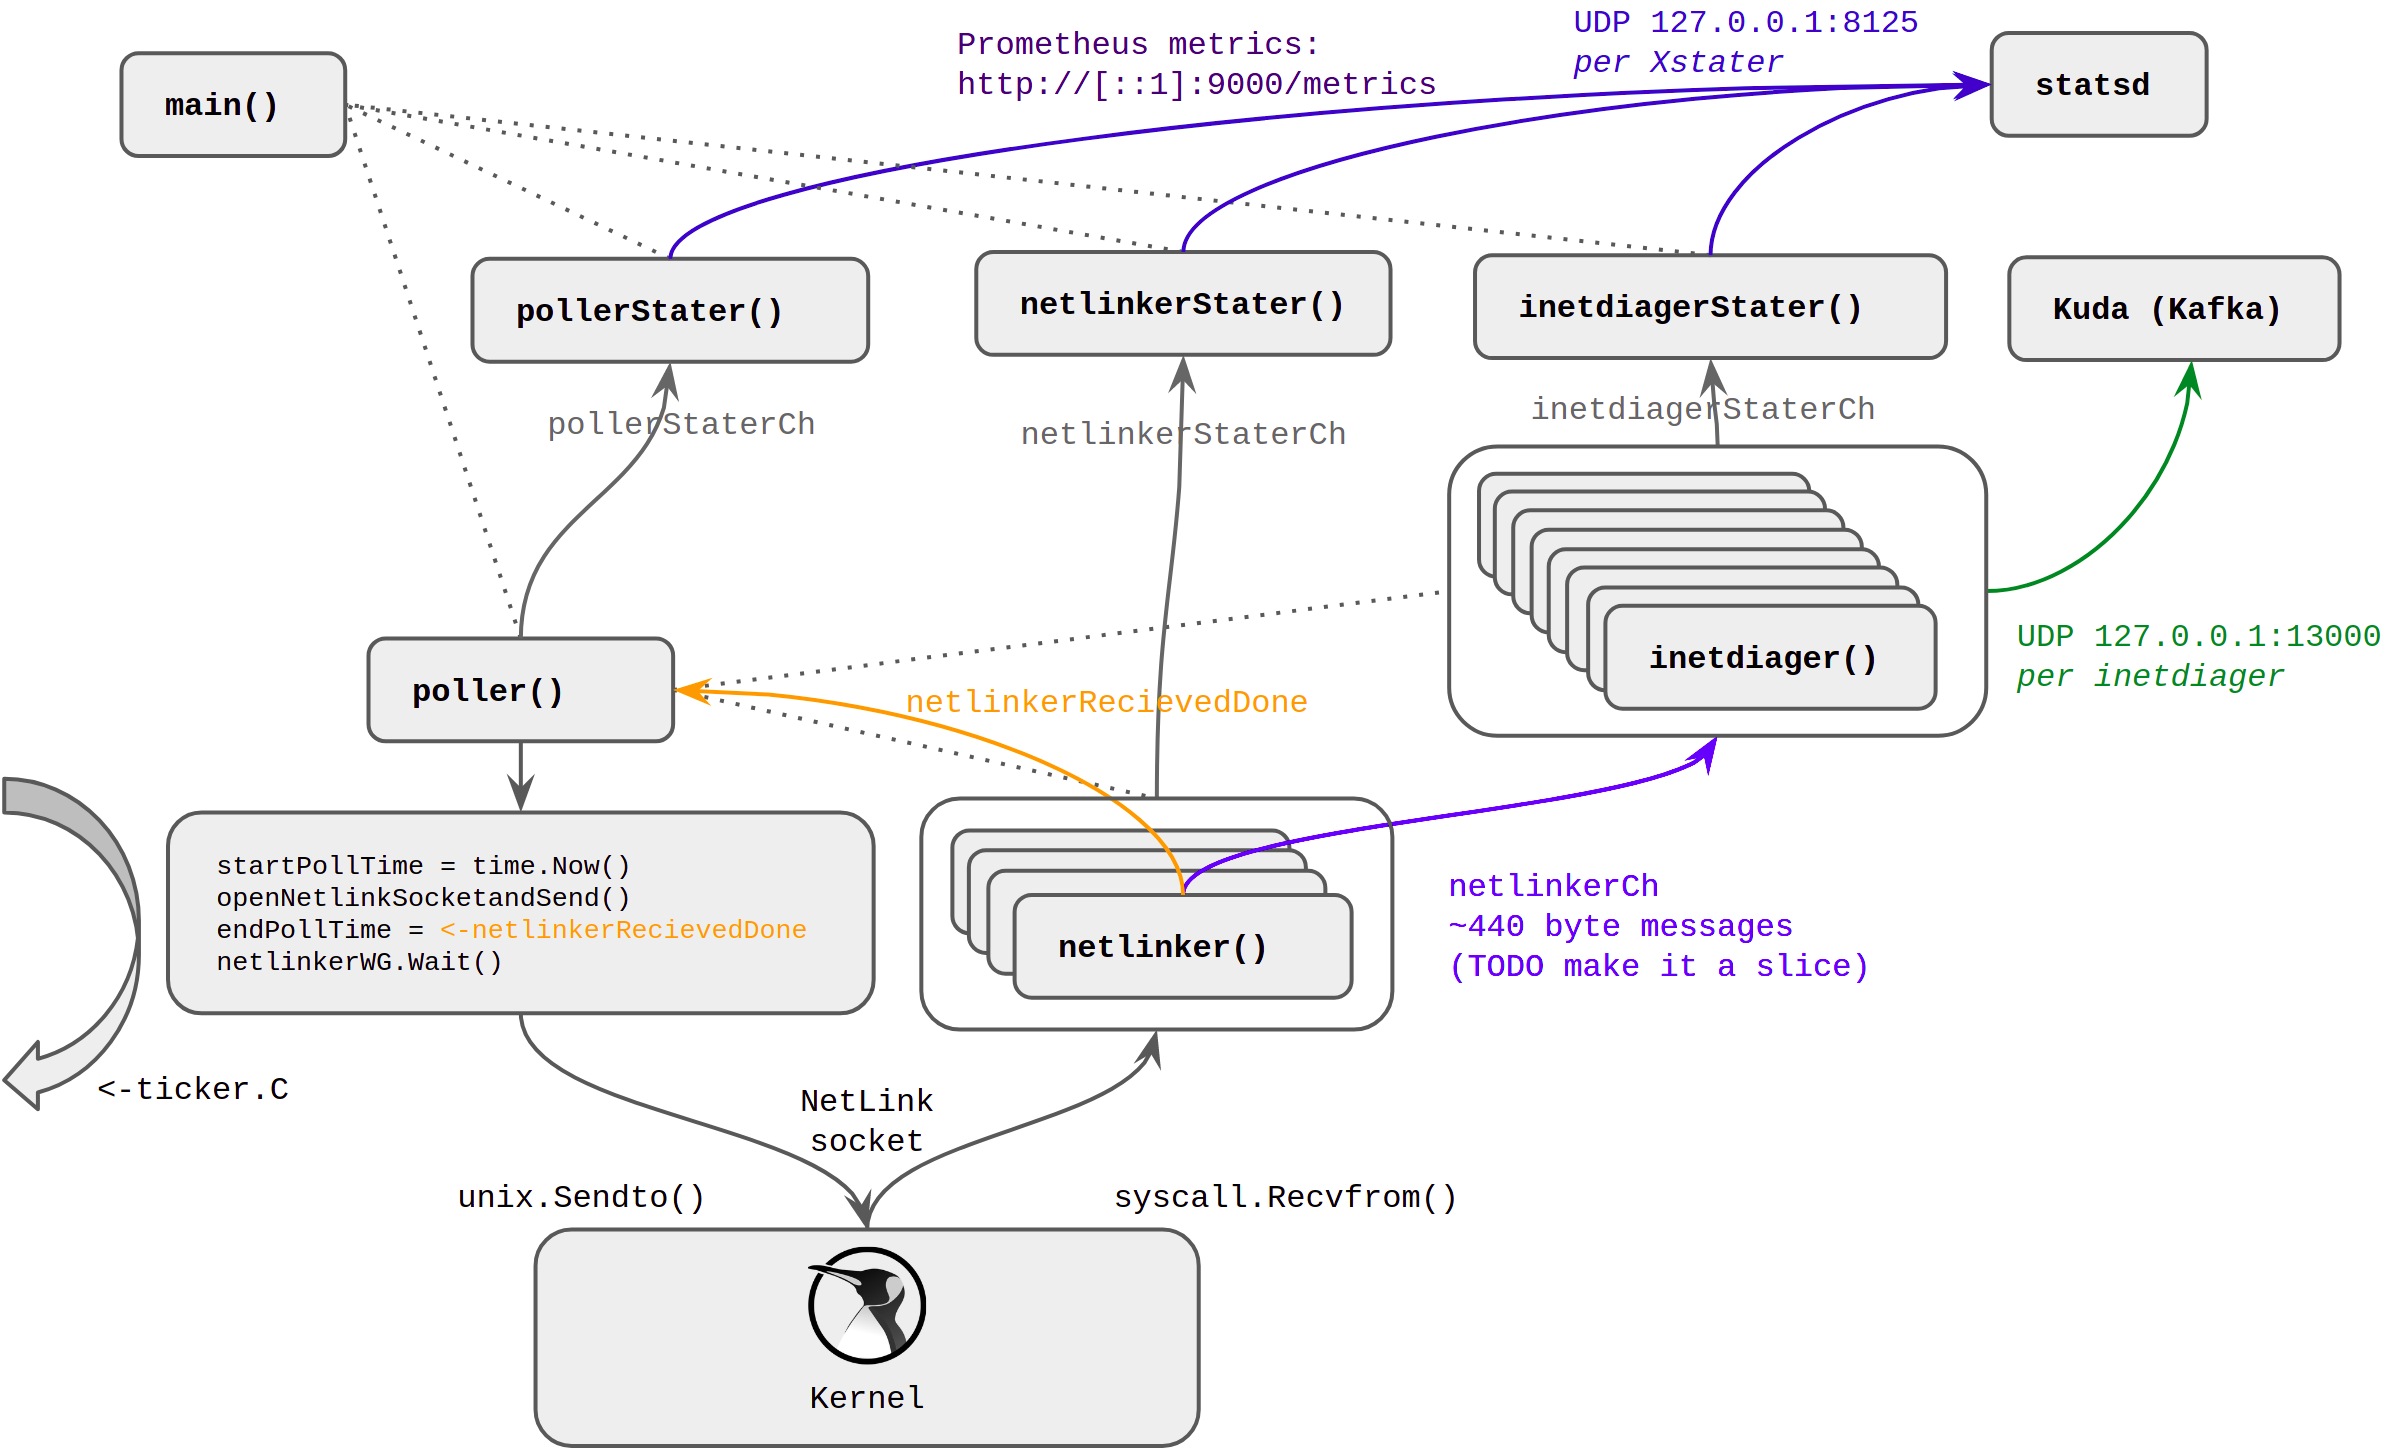 UDP 127.0.0.1:8125
per Xstater
Prometheus metrics:
http://[::1]:9000/metrics
main()
statsd
pollerStater()
netlinkerStater()
inetdiagerStater()
Kuda (Kafka)
pollerStaterCh
netlinkerStaterCh
inetdiagerStaterCh
inetdiager()
UDP 127.0.0.1:13000
per inetdiager
poller()
netlinkerRecievedDone
startPollTime = time.Now()
openNetlinkSocketandSend()
endPollTime = <-netlinkerRecievedDone
netlinkerWG.Wait()
netlinker()
netlinkerCh
~440 byte messages
(TODO make it a slice)
<-ticker.C
NetLink
socket
unix.Sendto()
syscall.Recvfrom()
Kernel